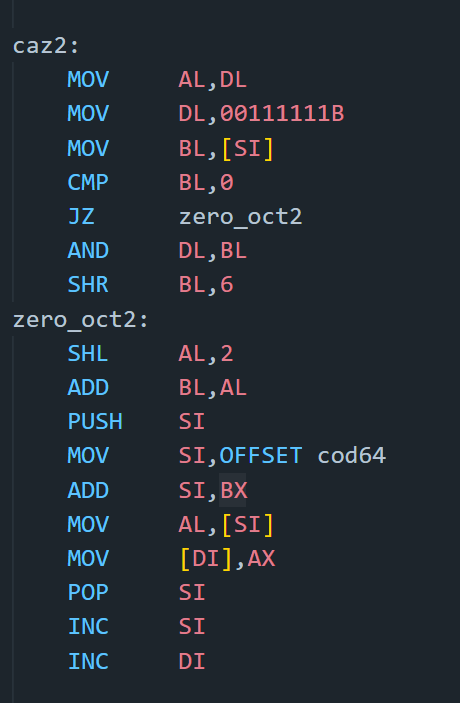 caz2:
MOV AL,DL
MOV DL,00111111B
MOV BL,[SI]
CMP BL,0
JZ zero_oct2
AND DL,BL
SHR BL,6
zero_oct2:
SHL AL,2
ADD BL,AL
PUSH SI
MOV SI,OFFSET cod64
ADD SI,BX
MOV AL,[SI]
MOV [DI],AX
POP SI
INC SI
INC DI